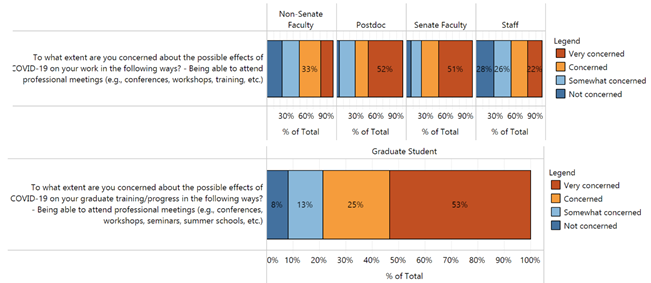 Non-Senate Faculty
Postdoc
Senate Faculty
Staff
To what extent are you concerned about the possible effects of
COVID-19 on your work in the following ways? - Being able to attend
professional meetings (e.g., conferences, workshops, training, etc.)
33%
52%
51%
28% 26% 22%
30% 60% 90% 30% 60% 90% 30% 60% 90% 30% 60% 90%
% of Total % of Total % of Total % of Total
Legend
Very concerned
Concerned
Somewhat concerned
Not concerned
Graduate Student
To what extent are you concerned about the possible effects of
COVID-19 on your graduate training/progress in the following ways?
- Being able to attend professional meetings (e.g., conferences,
workshops, seminars, summer schools, etc.)
8% 13% 25% 53%
0% 10% 20% 30% 40% 50% 60% 70% 80% 90% 100%
% of Total
Legend
Very concerned
Concerned
Somewhat concerned
Not concerned